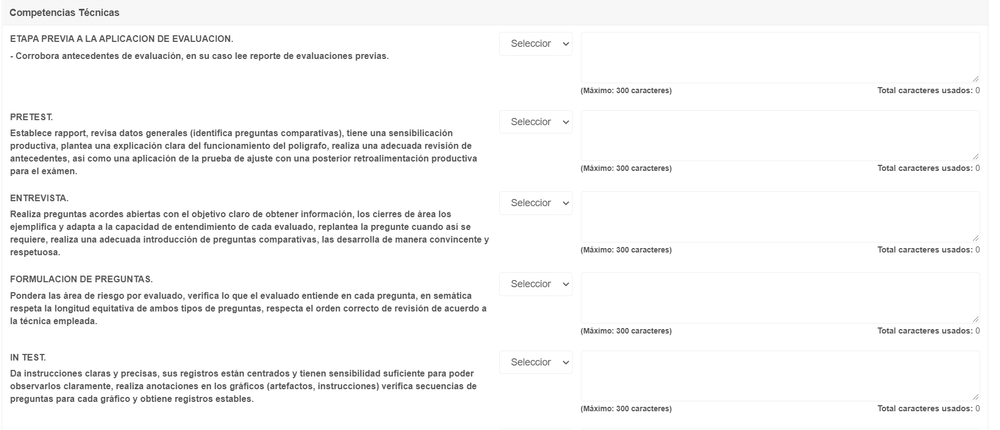 Competencias Técnicas
ETAPA PREVIA A LA APLICACION DE EVALUACION.
- Corrobora antecedentes de evaluación, en su caso lee reporte de evaluaciones previas.
Seleccior
(Máximo: 300 caracteres)
Total caracteres usados: 0
PRETEST.
Establece rapport, revisa datos generales (identifica preguntas comparativas), tiene una sensibilicación
productiva, plantea una explicación clara del funcionamiento del polígrafo, realiza una adecuada revisión de
antecedentes, así como una aplicación de la prueba de ajuste con una posterior retroalimentación productiva
para el exámen.
Seleccior
(Máximo: 300 caracteres)
Total caracteres usados: 0
ENTREVISTA.
Realiza preguntas acordes abiertas con el objetivo claro de obtener información, los cierres de área los
ejemplifica y adapta a la capacidad de entendimiento de cada evaluado, replantea la pregunte cuando así se
requiere, realiza una adecuada introducción de preguntas comparativas, las desarrolla de manera convincente y
respetuosa.
Seleccior
(Máximo: 300 caracteres)
Total caracteres usados: 0
FORMULACION DE PREGUNTAS.
Pondera las área de riesgo por evaluado, verifica lo que el evaluado entiende en cada pregunta, en semática
respeta la longitud equitativa de ambos tipos de preguntas, respecta el orden correcto de revisión de acuerdo a
la técnica empleada.
Seleccior
(Máximo: 300 caracteres)
Total caracteres usados: 0
IN TEST.
Da instrucciones claras y precisas, sus registros están centrados y tienen sensibilidad suficiente para poder
observarlos claramente, realiza anotaciones en los gráficos (artefactos, instrucciones) verifica secuencias de
preguntas para cada gráfico y obtiene registros estables.
Seleccior
(Máximo: 300 caracteres)
Total caracteres usados: 0